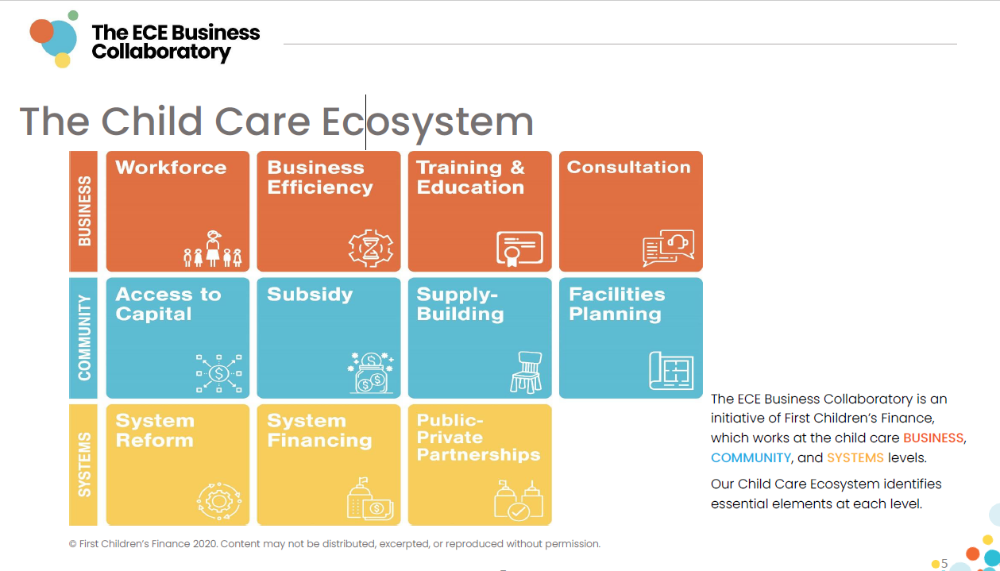 The ECE Business
Collaboratory
The Child Care Ecosystem
BUSINESS
Workforce
Business
Efficiency
Training &
Education
Consultation
COMMUNITY
Access to
Capital
Subsidy
Supply-
Building
Facilities
Planning
SYSTEMS
System
Reform
System
Financing
Public-
Private
Partnerships
The ECE Business Collaboratory is an
initiative of First Children's Finance,
which works at the child care BUSINESS,
COMMUNITY, and SYSTEMS levels.
Our Child Care Ecosystem identifies
essential elements at each level.
© First Children's Finance 2020. Content may not be distributed, excerpted, or reproduced without permission.
5